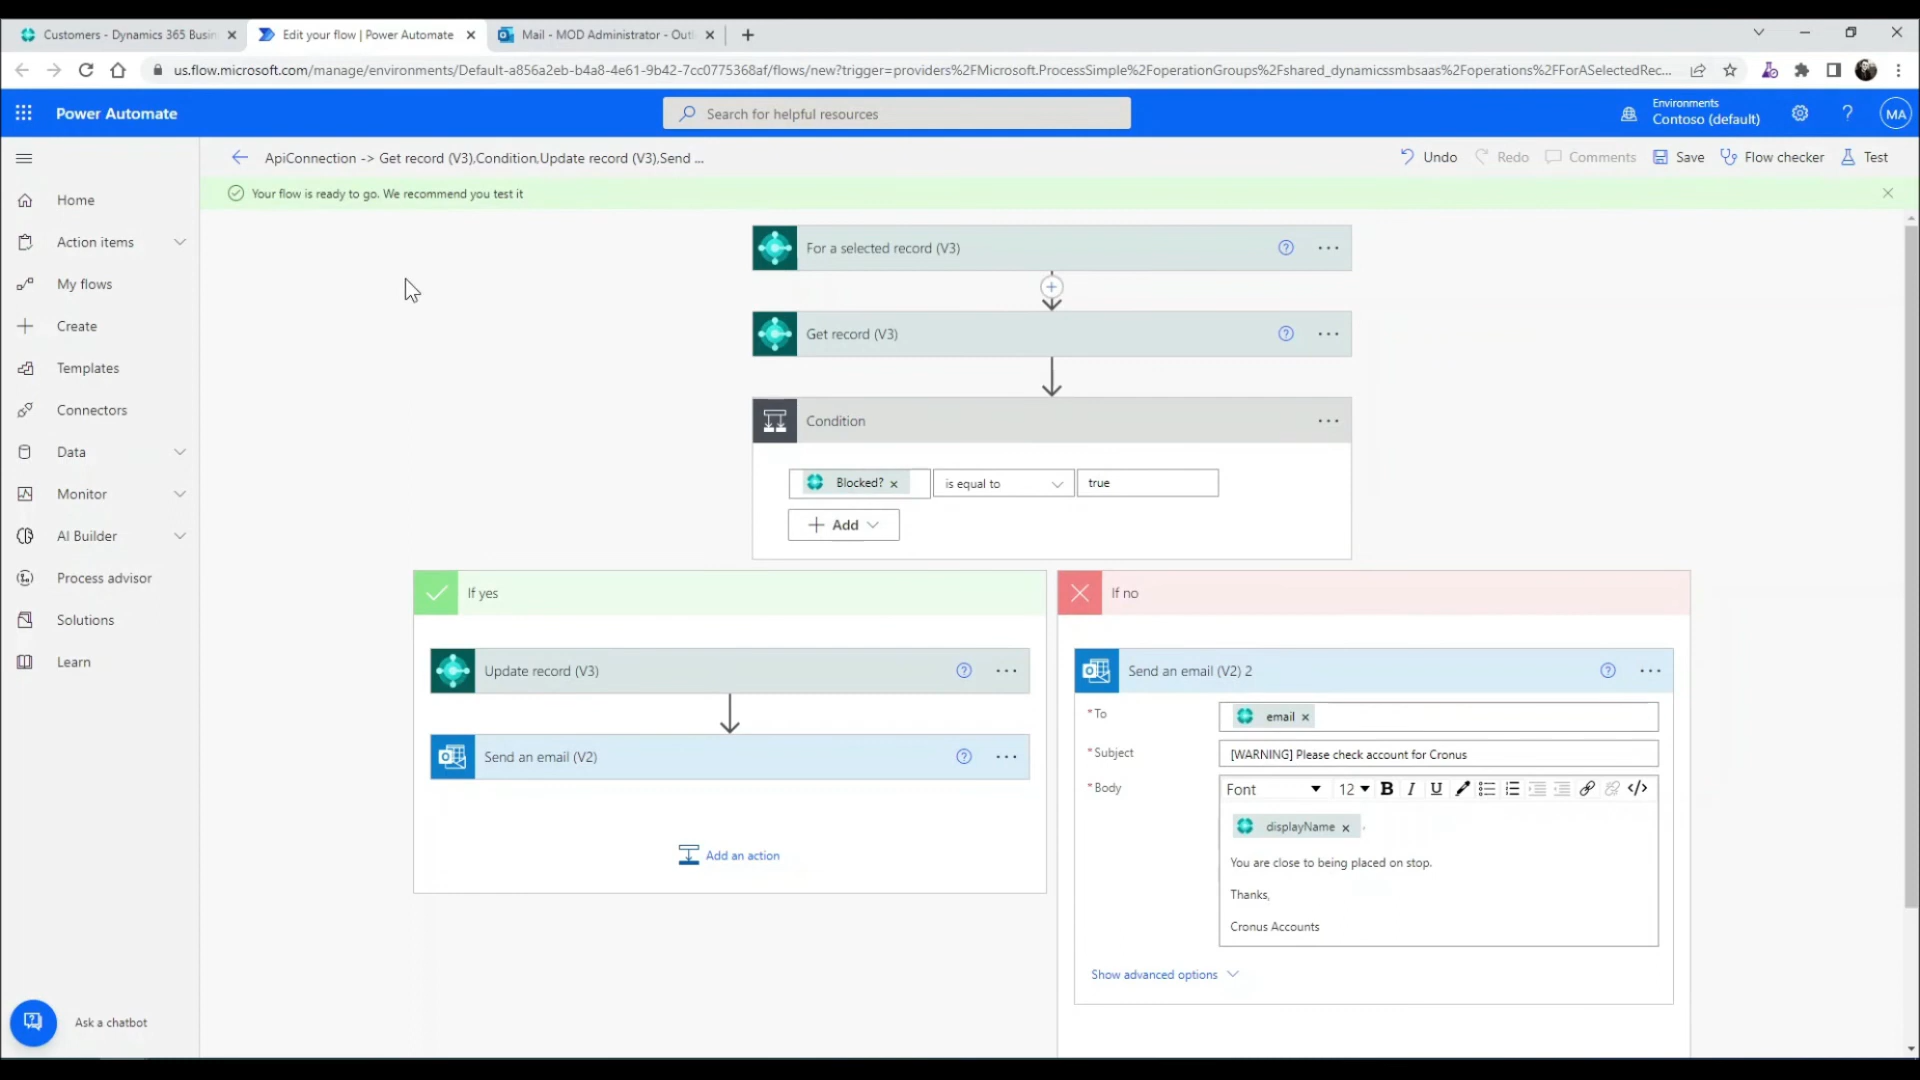 Customers - Dynamics 365 Busin
Edit your flow | Power Automate
Mail - MOD Administrator - Outl
us.flow.microsoft.com/manage/environments/Default-a856a2eb-b4a8-4e61-9b42-7cc0775368af/flows/new?trigger=providers%2FMicrosoft.ProcessSimple%2FoperationGroups%2Fshared_dynamicssmbsaas%2Foperations%2FForASelectedRec...
Power Automate
Search for helpful resources
Environments
Contoso (default)
MA
ApiConnection -> Get record (V3),Condition,Update record (V3),Send ...
Undo
Redo
Comments
Save
Flow checker
Test
Your flow is ready to go. We recommend you test it
Home
Action items
My flows
Create
Templates
Connectors
Data
Monitor
AI Builder
Process advisor
Solutions
Learn
Ask a chatbot
For a selected record (V3)
Get record (V3)
Condition
Blocked?
is equal to
true
Add
If yes
Update record (V3)
Send an email (V2)
Add an action
If no
Send an email (V2) 2
*To
email
*Subject
[WARNING] Please check account for Cronus
*Body
Font
12
B I U </>
displayName ,
You are close to being placed on stop.
Thanks,
Cronus Accounts
Show advanced options